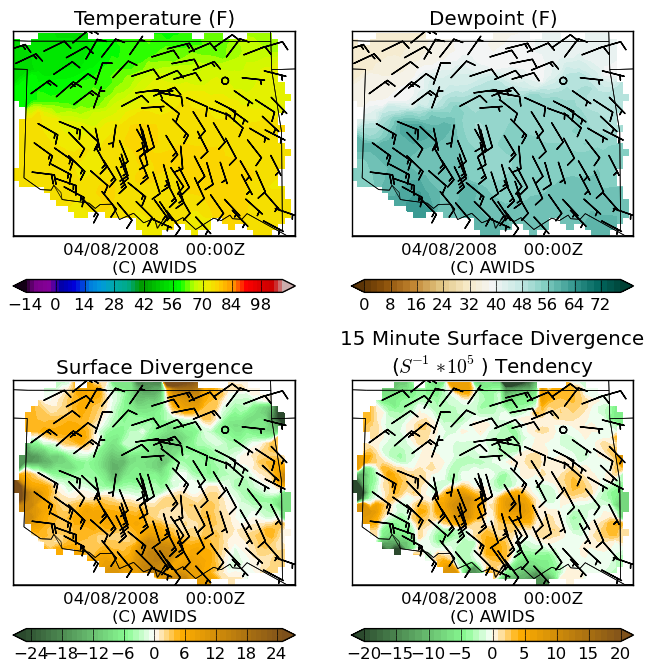 Temperature (F)
Dewpoint (F)
04/08/2008 00:00Z
(C) AWIDS
04/08/2008 00:00Z
(C) AWIDS
−14 0 14 28 42 56 70 84 98
0 8 16 24 32 40 48 56 64 72
Surface Divergence
15 Minute Surface Divergence
(S⁻¹ *10⁵ ) Tendency
04/08/2008 00:00Z
(C) AWIDS
04/08/2008 00:00Z
(C) AWIDS
−24 −18 −12 −6 0 6 12 18 24
−20 −15 −10 −5 0 5 10 15 20